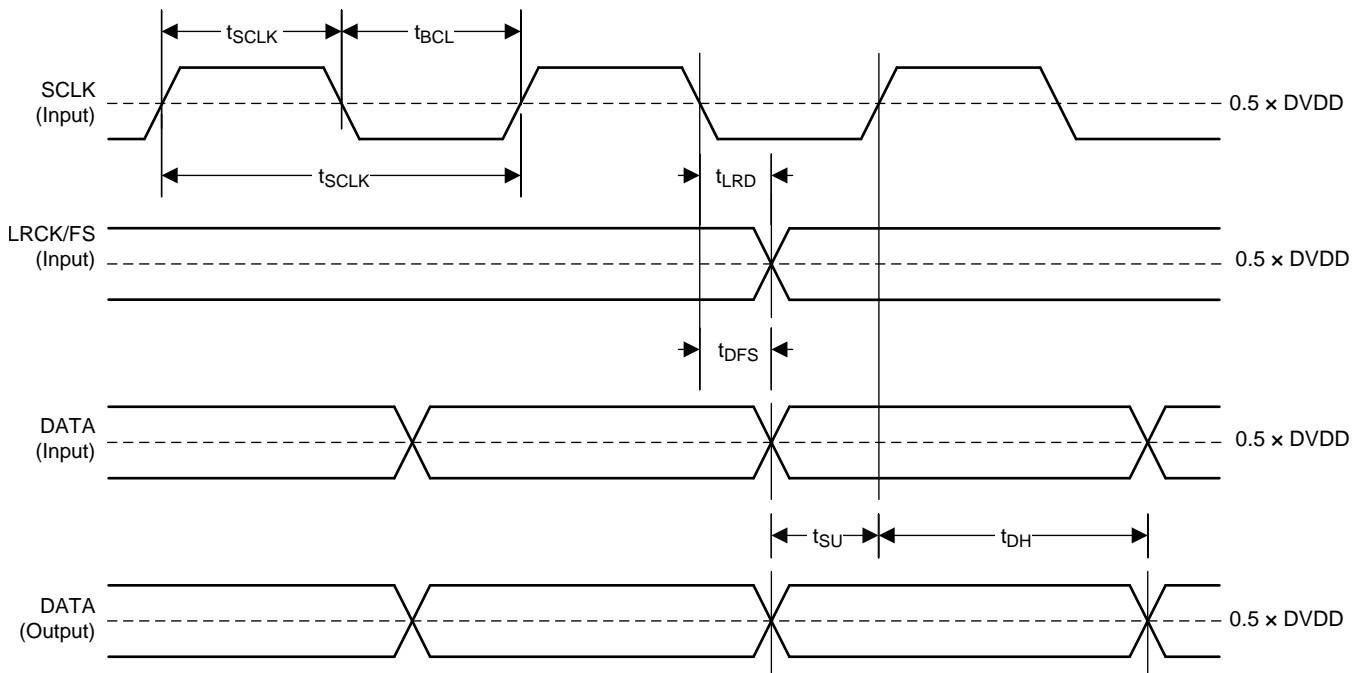 tSCLK
tBCL
SCLK
(Input)
0.5 × DVDD
tSCLK
tLRD
LRCK/FS
(Input)
0.5 × DVDD
tDFS
DATA
(Input)
0.5 × DVDD
tSU
tDH
DATA
(Output)
0.5 × DVDD